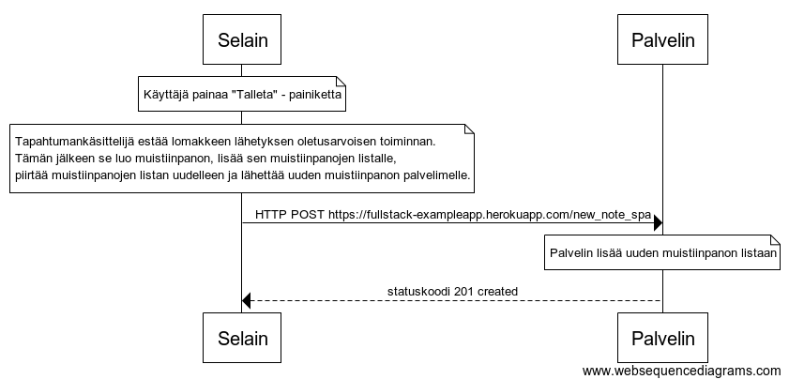 Selain
Palvelin
Käyttäjä painaa "Talleta" - painiketta
Tapahtumankäsittelijä estää lomakkeen lähetyksen oletusarvoisen toiminnan.
Tämän jälkeen se luo muistiinpanon, lisää sen muistiinpanojen listalle,
piirtää muistiinpanojen listan uudelleen ja lähettää uuden muistiinpanon palvelimelle.
HTTP POST https://fullstack-exampleapp.herokuapp.com/new_note_spa
Palvelin lisää uuden muistiinpanon listaan
statuskoodi 201 created
Selain
Palvelin
www.websequencediagrams.com